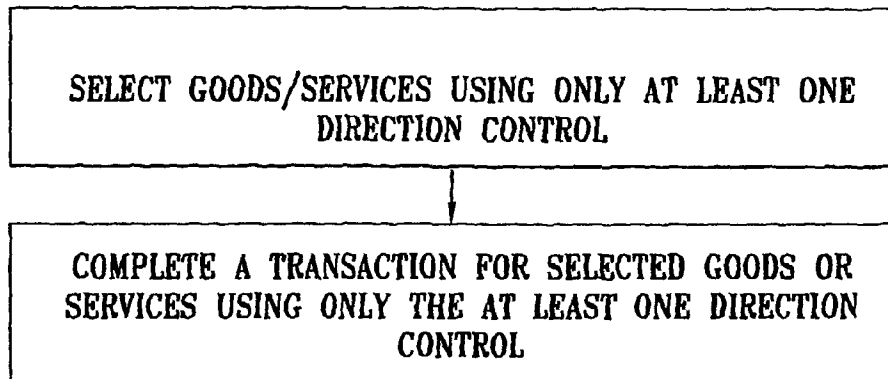 SELECT GOODS/SERVICES USING ONLY AT LEAST ONE
DIRECTION CONTROL
COMPLETE A TRANSACTION FOR SELECTED GOODS OR
SERVICES USING ONLY THE AT LEAST ONE DIRECTION
CONTROL